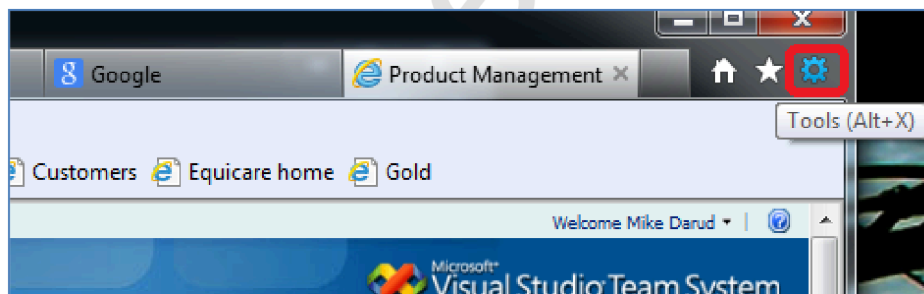 Google
Product Management
Tools (Alt+X)
Customers
Equicare home
Gold
Welcome Mike Darud
Microsoft
Visual Studio Team System